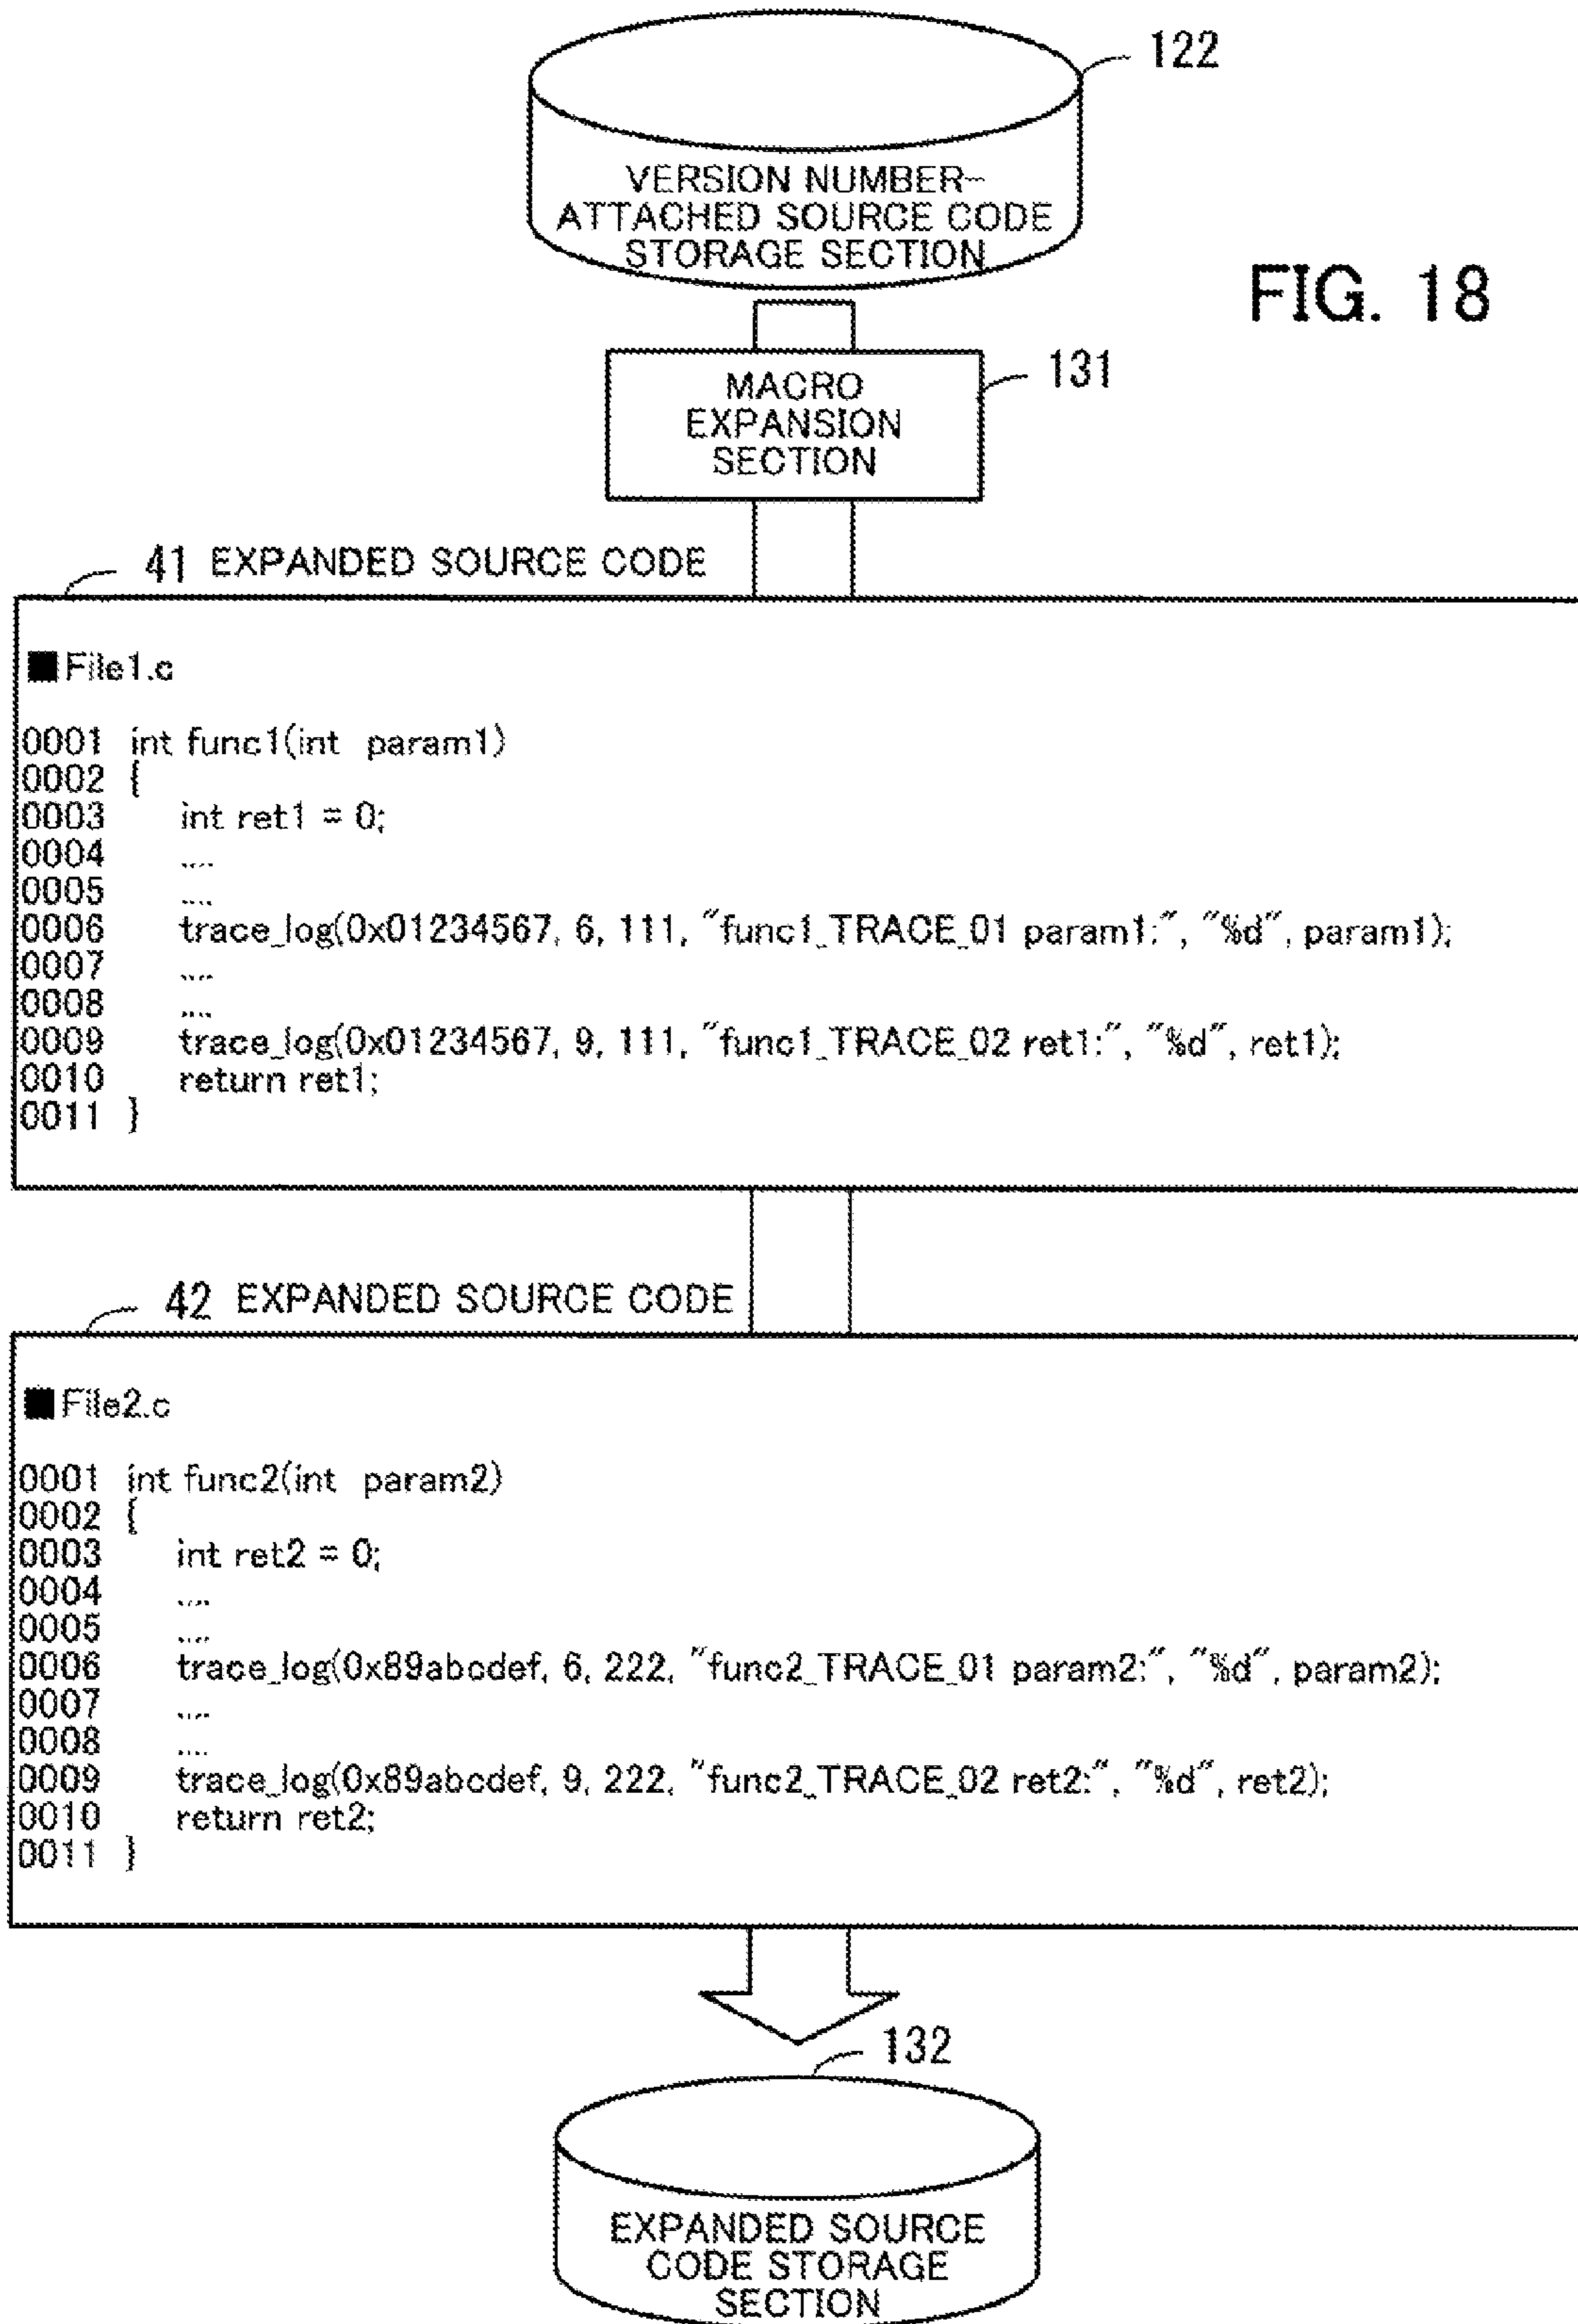 122
VERSION NUMBER-
ATTACHED SOURCE CODE
STORAGE SECTION
FIG. 18
131
MACRO
EXPANSION
SECTION
41 EXPANDED SOURCE CODE
■File1.c
0001 int func1(int param1)
0002 {
0003 int ret1 = 0;
0004 ....
0005 ....
0006 trace_log(0x01234567, 6, 111, "func1_TRACE_01 param1:", "%d", param1);
0007 ....
0008 ....
0009 trace_log(0x01234567, 9, 111, "func1_TRACE_02 ret1:", "%d", ret1);
0010 return ret1;
0011 }
42 EXPANDED SOURCE CODE
■File2.c
0001 int func2(int param2)
0002 {
0003 int ret2 = 0;
0004 ....
0005 ....
0006 trace_log(0x89abcdef, 6, 222, "func2_TRACE_01 param2:", "%d", param2);
0007 ....
0008 ....
0009 trace_log(0x89abcdef, 9, 222, "func2_TRACE_02 ret2:", "%d", ret2);
0010 return ret2;
0011 }
132
EXPANDED SOURCE
CODE STORAGE
SECTION